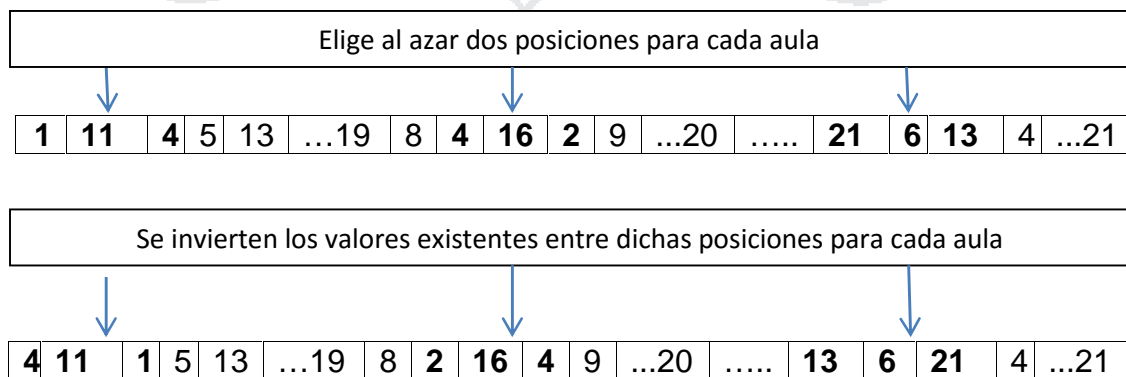 Elige al azar dos posiciones para cada aula
1 11 4 5 13 …19 8 4 16 2 9 ...20 ….. 21 6 13 4 ...21
Se invierten los valores existentes entre dichas posiciones para cada aula
4 11 1 5 13 …19 8 2 16 4 9 ...20 ….. 13 6 21 4 ...21